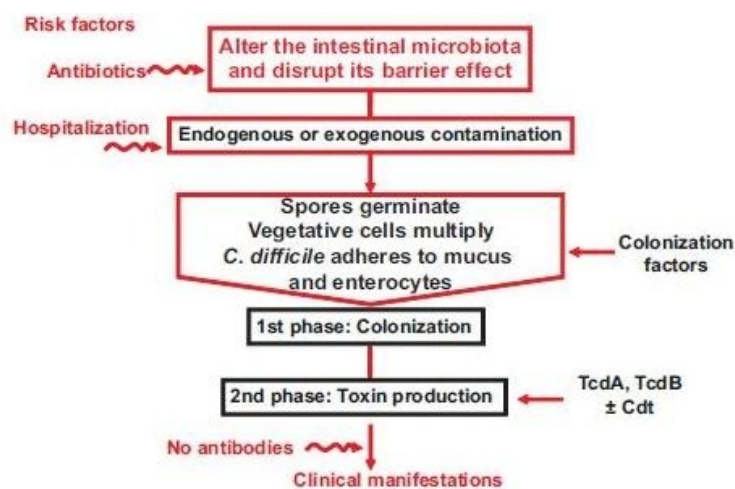 Risk factors
Alter the intestinal microbiota
and disrupt its barrier effect
Antibiotics
Hospitalization
Endogenous or exogenous contamination
Spores germinate
Vegetative cells multiply
C. difficile adheres to mucus
and enterocytes
Colonization
factors
1st phase: Colonization
2nd phase: Toxin production
TcdA, TcdB
± Cdt
No antibodies
Clinical manifestations